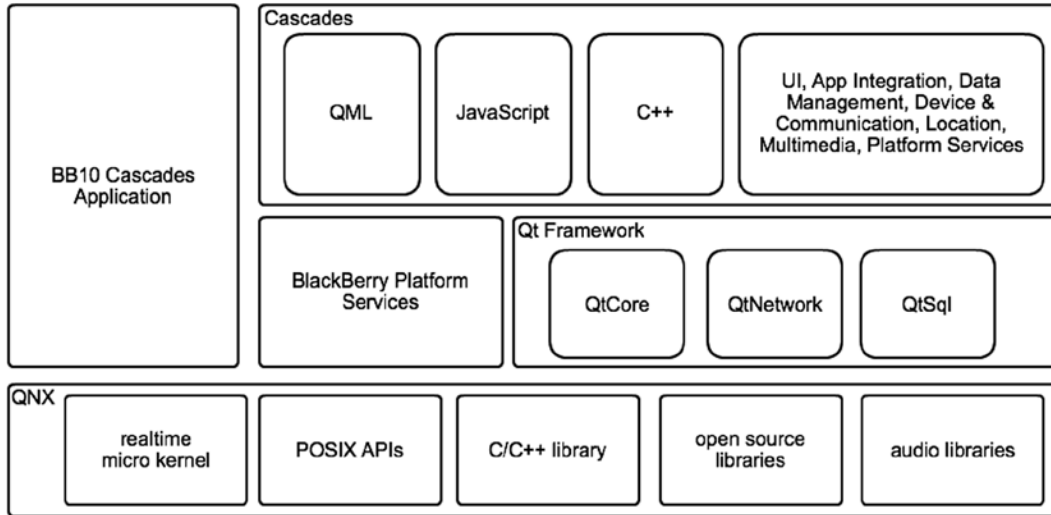 Cascades
QML
JavaScript
C++
UI, App Integration, Data
Management, Device &
Communication, Location,
Multimedia, Platform Services
BB10 Cascades
Application
BlackBerry Platform
Services
Qt Framework
QtCore
QtNetwork
QtSql
QNX
realtime
micro kernel
POSIX APIs
C/C++ library
open source
libraries
audio libraries